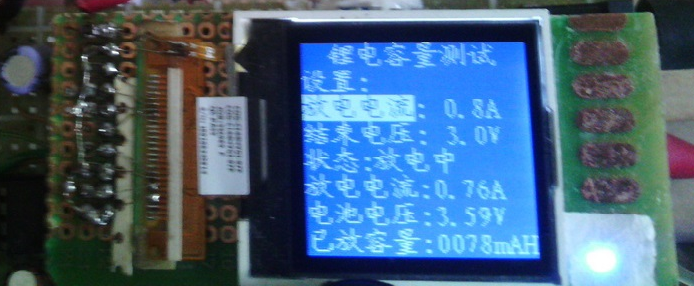 锂电容量测试
设置:
放电电流: 0.8A
结束电压: 3.0V
状态:放电中
放电电流:0.76A
电池电压:3.59V
已放容量:0078mAH